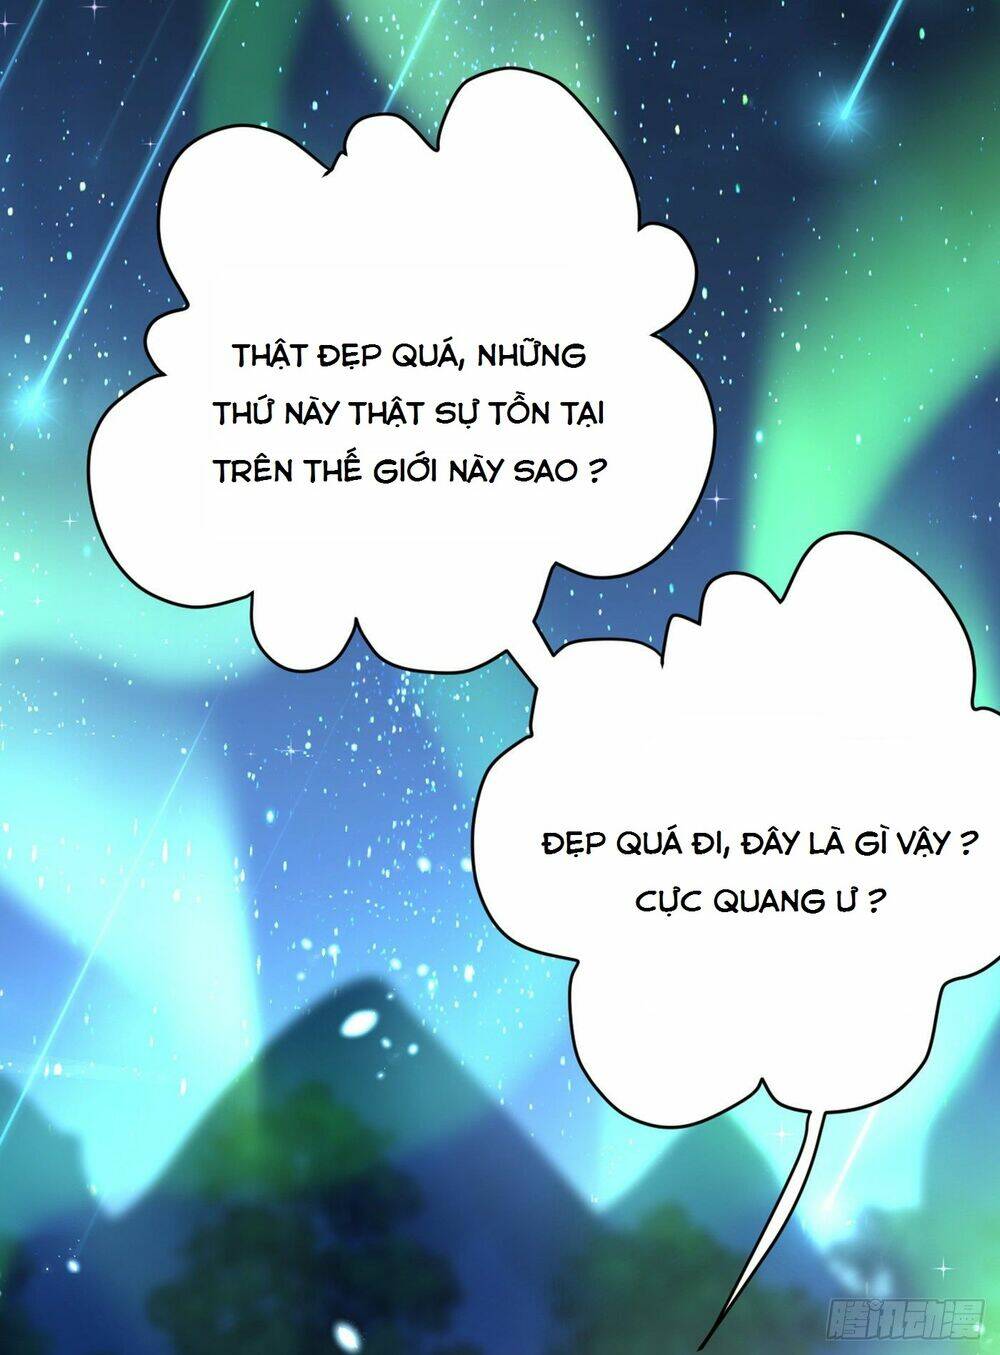 THẬT ĐẸP QUÁ, NHỮNG
THỨ NÀY THẬT SỰ TỒN TẠI
TRÊN THẾ GIỚI NÀY SAO ?
ĐẸP QUÁ ĐI, ĐÂY LÀ GÌ VẬY ?
CỰC QUANG Ư ?
腾讯动漫